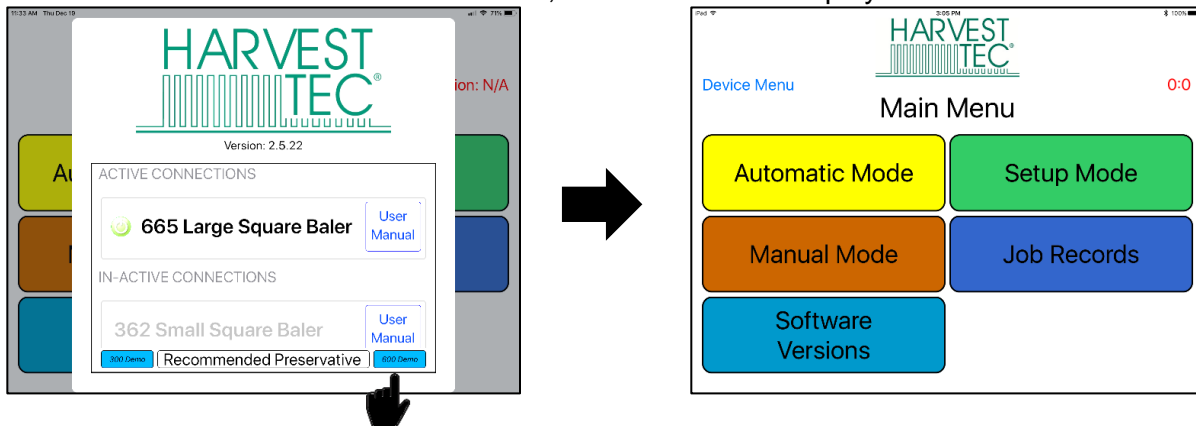 11:33 AM Thu Dec 19
71%
HARVEST
TEC®
ion: N/A
Version: 2.5.22
Au
ACTIVE CONNECTIONS
665 Large Square Baler
User
Manual
IN-ACTIVE CONNECTIONS
362 Small Square Baler
User
Manual
300 Demo
Recommended Preservative
600 Demo
iPad
3:05 PM
100%
HARVEST
TEC®
Device Menu
0:0
Main Menu
Automatic Mode
Setup Mode
Manual Mode
Job Records
Software
Versions